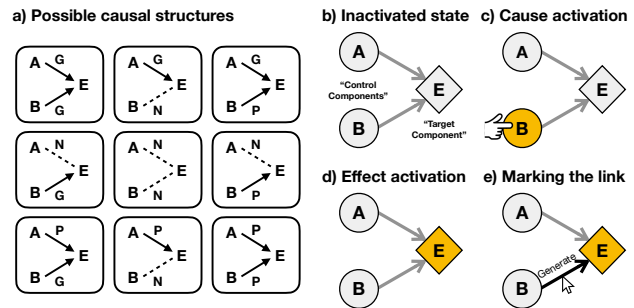 a) Possible causal structures
A G E B G
A G E B N
A G E B P
A N E B G
A N E B N
A N E B P
A P E B G
A P E B N
A P E B P
b) Inactivated state
A
“Control
Components”
E
B
“Target
Component”
c) Cause activation
A
E
B
d) Effect activation
A
E
B
e) Marking the link
A
E
Generate
B